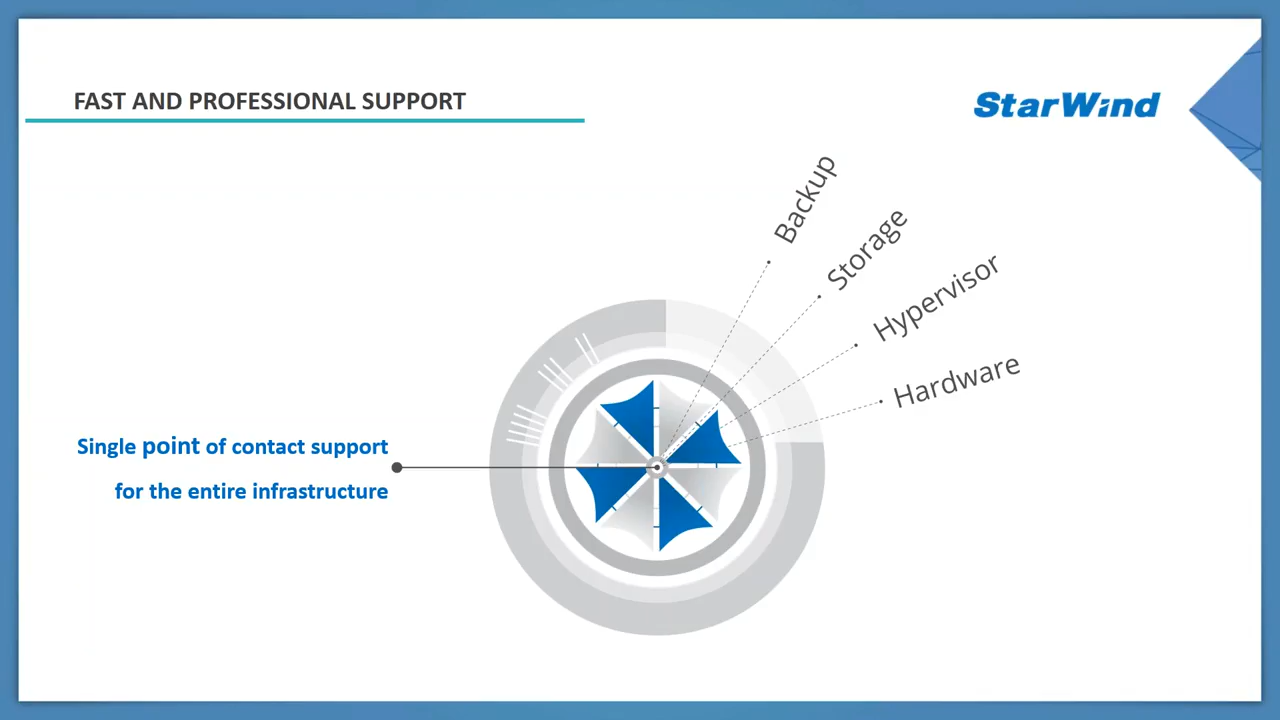 FAST AND PROFESSIONAL SUPPORT
StarWind
Backup
Storage
Hypervisor
Hardware
Single point of contact support
for the entire infrastructure